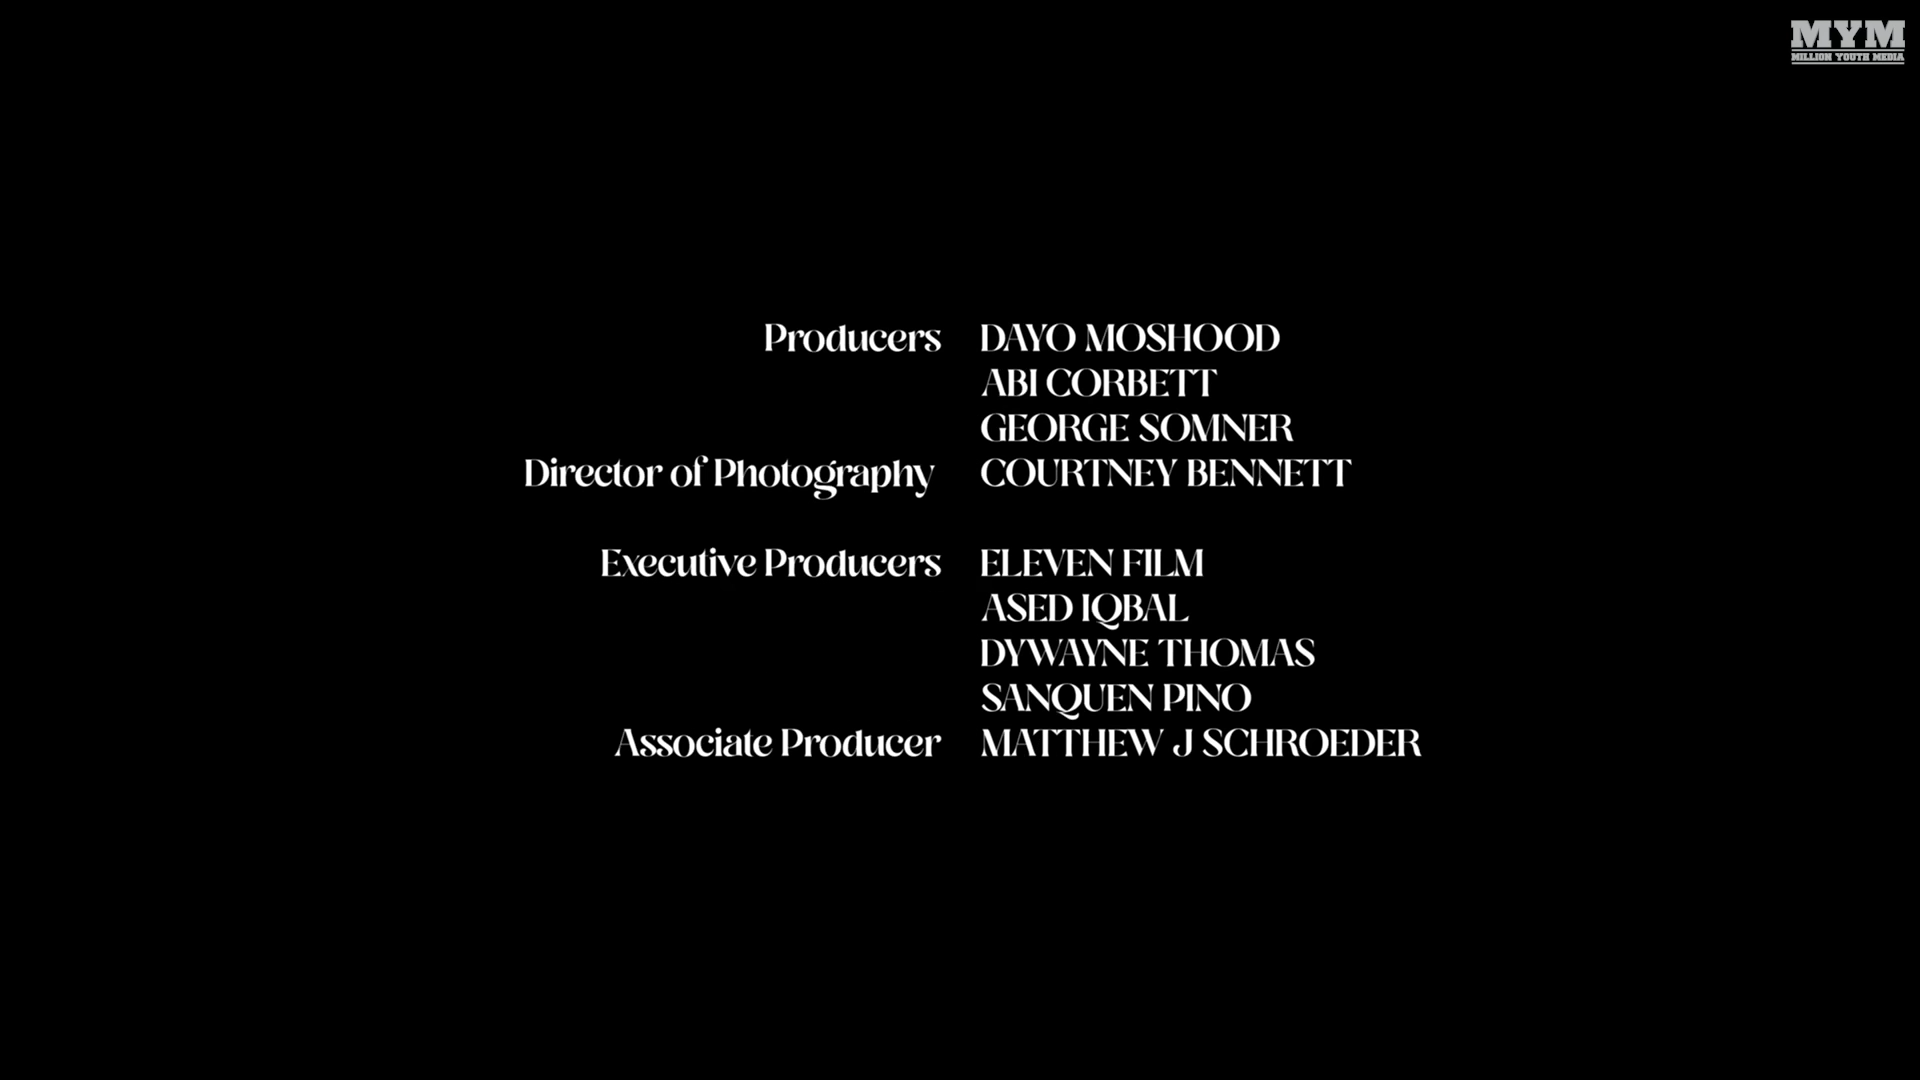 MYM
MILLION YOUTH MEDIA
Producers DAYO MOSHOOD
ABI CORBETT
GEORGE SOMNER
Director of Photography COURTNEY BENNETT
Executive Producers ELEVEN FILM
ASED IQBAL
DYWAYNE THOMAS
SANQUEN PINO
Associate Producer MATTHEW J SCHROEDER